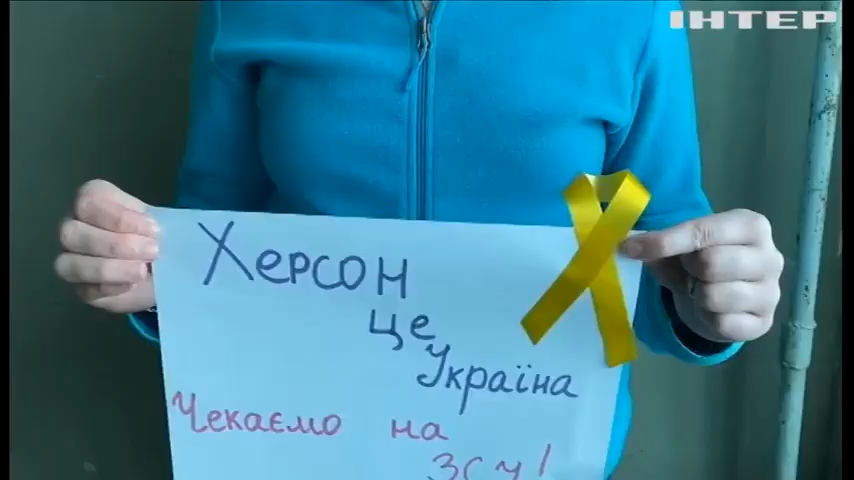 ІНТЕР
Херсон
це
Україна
Чекаємо на
ЗСУ!